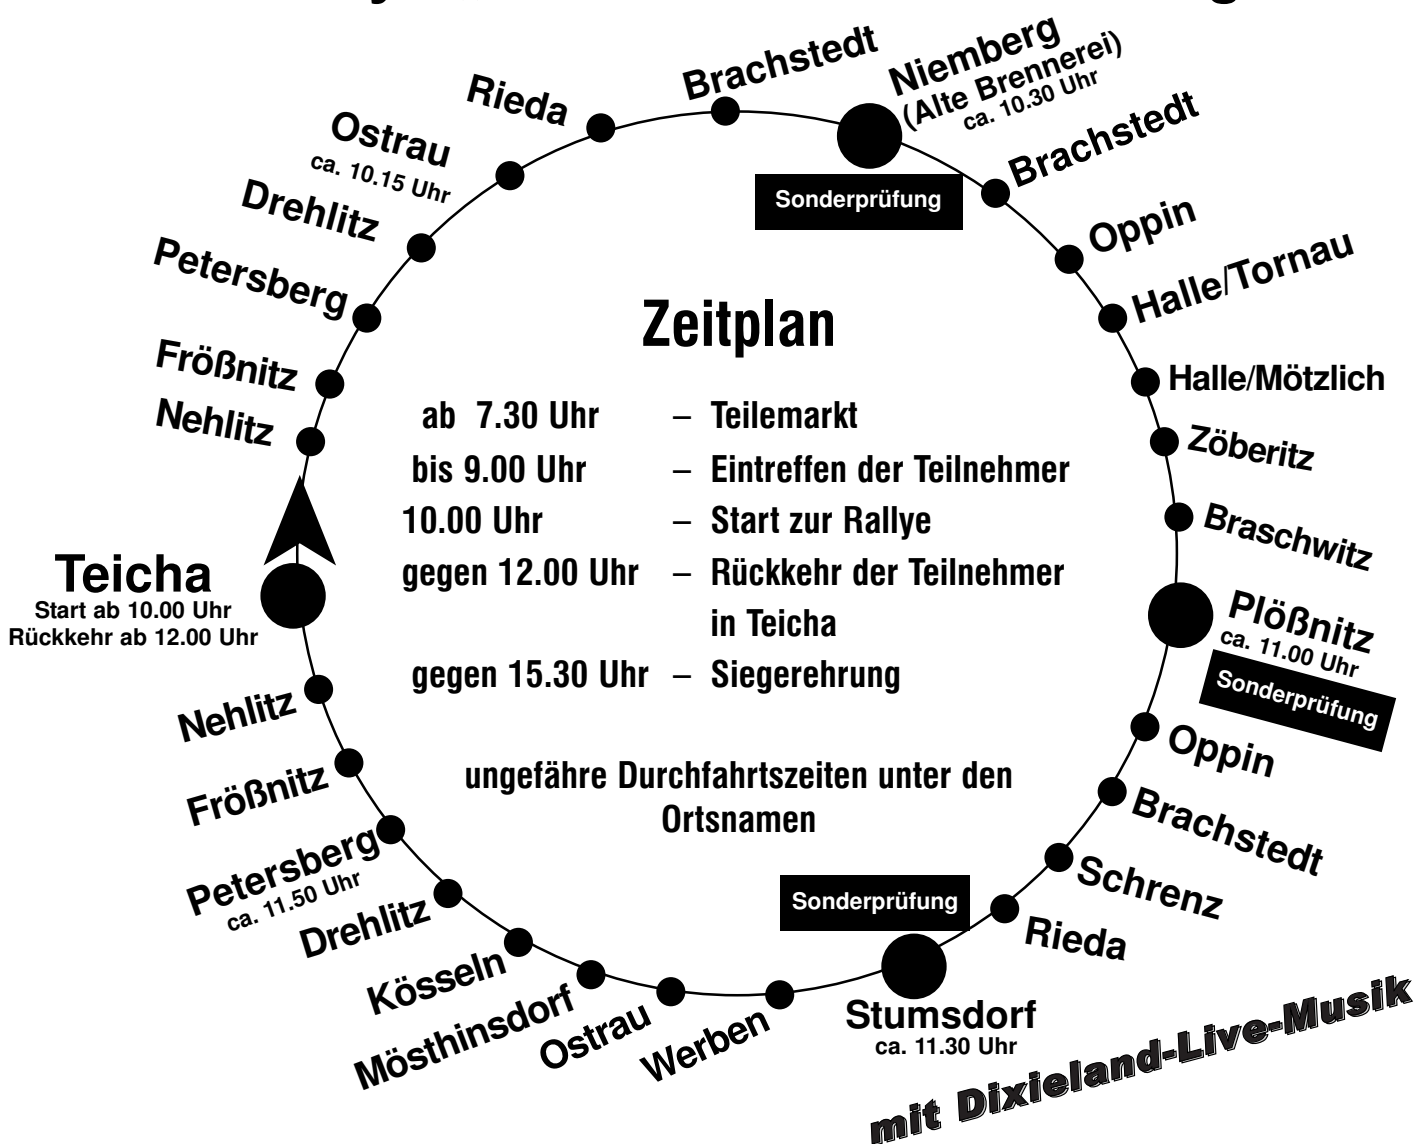 Brachstedt
Niemberg
(Alte Brennerei)
ca. 10.30 Uhr
Sonderprüfung
Brachstedt
Oppin
Halle/Tornau
Halle/Mötzlich
Zöberitz
Braschwitz
Plößnitz
ca. 11.00 Uhr
Sonderprüfung
Oppin
Brachstedt
Schrenz
Rieda
Sonderprüfung
Stumsdorf
ca. 11.30 Uhr
Werben
Ostrau
Mösthinsdorf
Kösseln
Drehlitz
Petersberg
ca. 11.50 Uhr
Frößnitz
Nehlitz
Teicha
Start ab 10.00 Uhr
Rückkehr ab 12.00 Uhr
Nehlitz
Frößnitz
Petersberg
Drehlitz
Ostrau
ca. 10.15 Uhr
Rieda
Zeitplan
ab 7.30 Uhr – Teilemarkt
bis 9.00 Uhr – Eintreffen der Teilnehmer
10.00 Uhr – Start zur Rallye
gegen 12.00 Uhr – Rückkehr der Teilnehmer
in Teicha
gegen 15.30 Uhr – Siegerehrung
ungefähre Durchfahrtszeiten unter den
Ortsnamen
mit Dixieland-Live-Musik